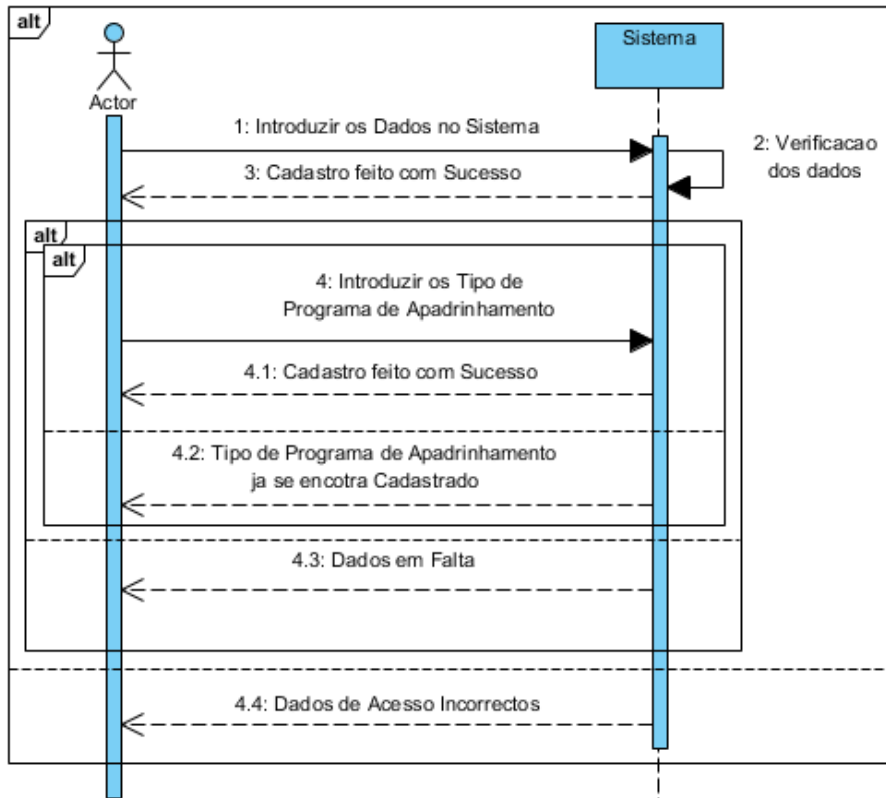 alt
Sistema
Actor
1: Introduzir os Dados no Sistema
2: Verificacao
dos dados
3: Cadastro feito com Sucesso
alt
alt
4: Introduzir os Tipo de
Programa de Apadrinhamento
4.1: Cadastro feito com Sucesso
4.2: Tipo de Programa de Apadrinhamento
ja se encotra Cadastrado
4.3: Dados em Falta
4.4: Dados de Acesso Incorrectos